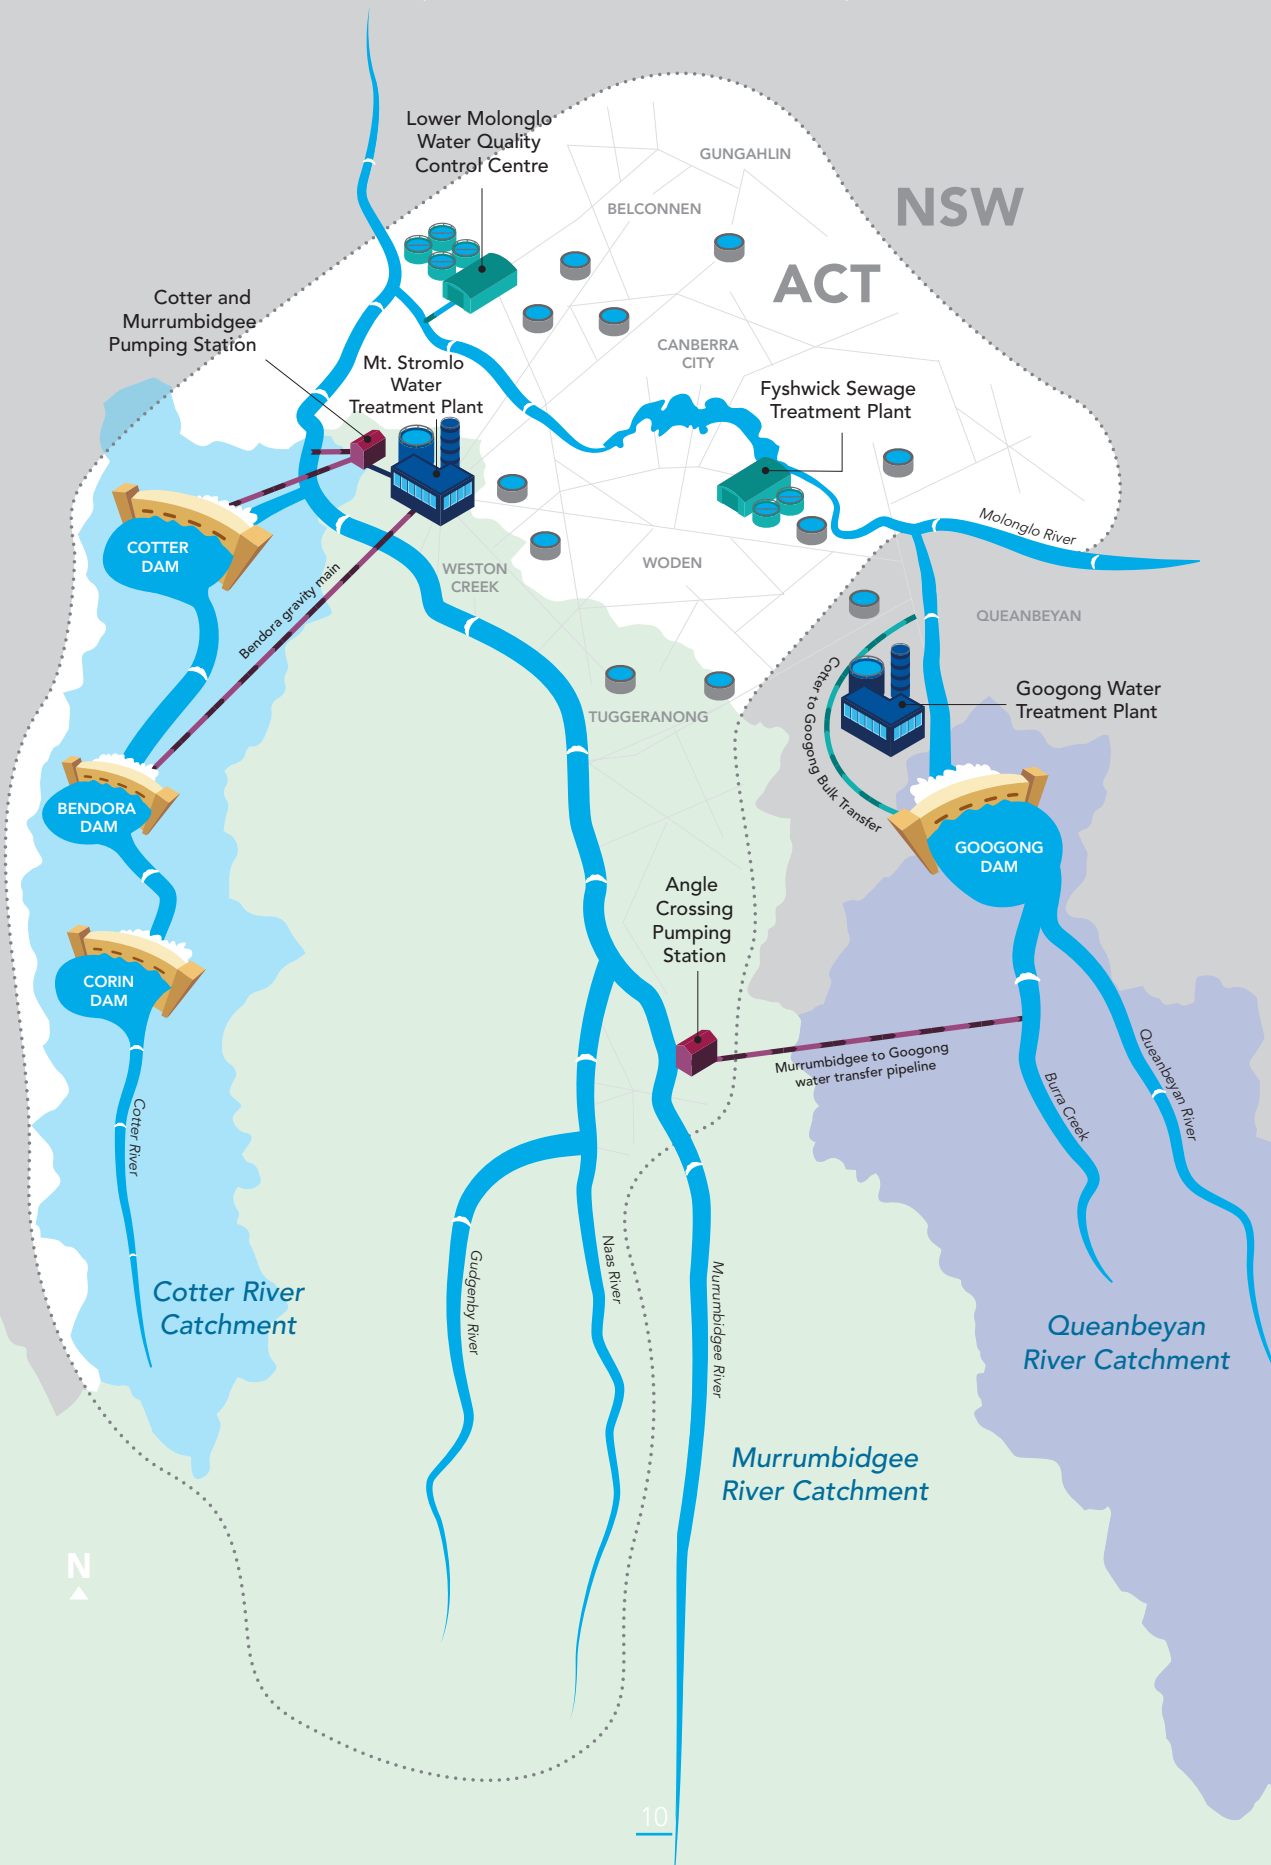 Lower Molonglo
Water Quality
Control Centre
GUNGAHLIN
BELCONNEN
NSW
ACT
Cotter and
Murrumbidgee
Pumping Station
CANBERRA
CITY
Mt. Stromlo
Water
Treatment Plant
Fyshwick Sewage
Treatment Plant
Molonglo River
COTTER
DAM
WODEN
WESTON
CREEK
Bendora gravity main
QUEANBEYAN
Cotter to Googong Bulk Transfer
Googong Water
Treatment Plant
TUGGERANONG
BENDORA
DAM
GOOGONG
DAM
Angle
Crossing
Pumping
Station
CORIN
DAM
Murrumbidgee to Googong
water transfer pipeline
Queanbeyan River
Burra Creek
Cotter River
Naas River
Gudgenby River
Murrumbidgee River
Cotter River
Catchment
Queanbeyan
River Catchment
Murrumbidgee
River Catchment
N
10